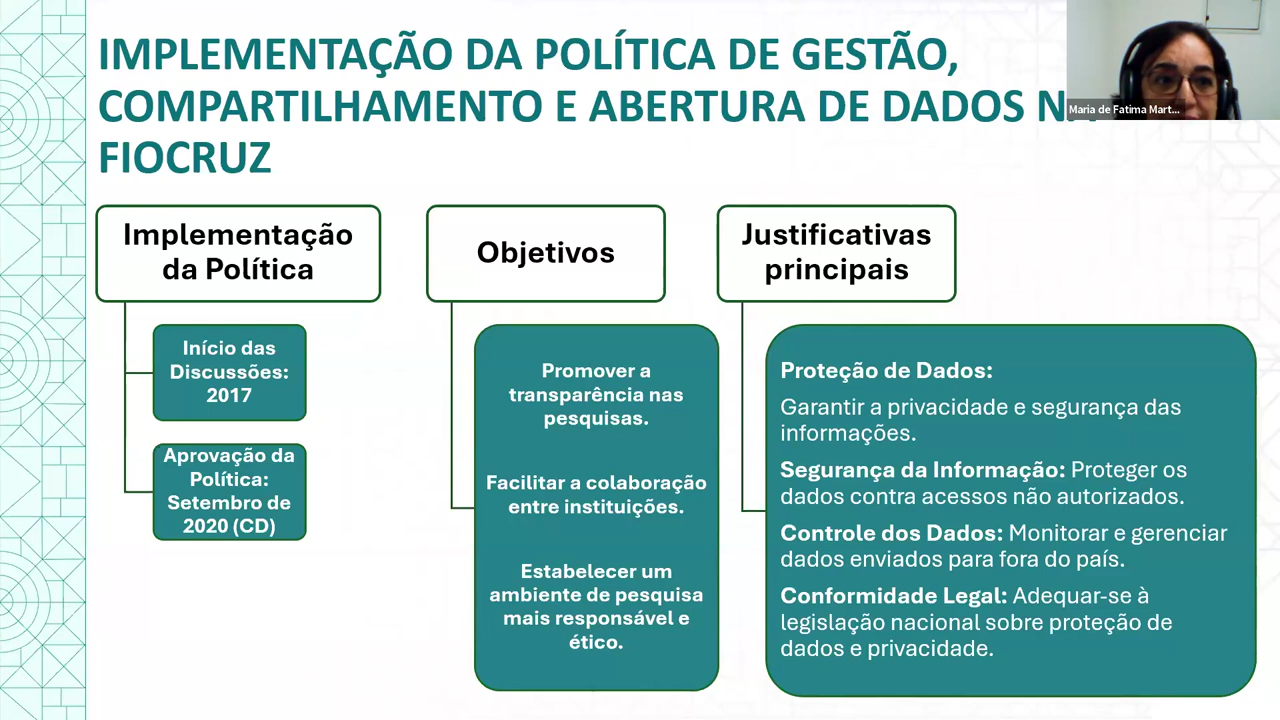 IMPLEMENTAÇÃO DA POLÍTICA DE GESTÃO,
COMPARTILHAMENTO E ABERTURA DE DADOS
FIOCRUZ
Maria de Fatima Mart...
Implementação
da Política
Início das
Discussões:
2017
Aprovação da
Política:
Setembro de
2020 (CD)
Objetivos
Promover a
transparência nas
pesquisas.
Facilitar a colaboração
entre instituições.
Estabelecer um
ambiente de pesquisa
mais responsável e
ético.
Justificativas
principais
Proteção de Dados:
Garantir a privacidade e segurança das
informações.
Segurança da Informação: Proteger os
dados contra acessos não autorizados.
Controle dos Dados: Monitorar e gerenciar
dados enviados para fora do país.
Conformidade Legal: Adequar-se à
legislação nacional sobre proteção de
dados e privacidade.